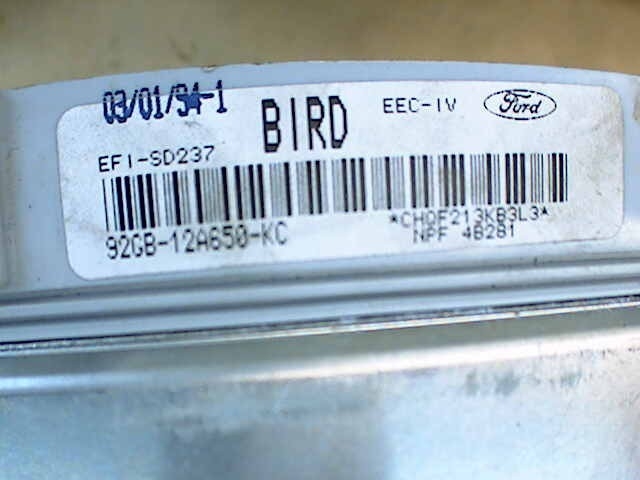 03/01/94-1
BIRD
EEC-IV
Ford
EFI-SD237
92GB-12A650-KC
*CHOF213KB3L3*
NPF 4B281